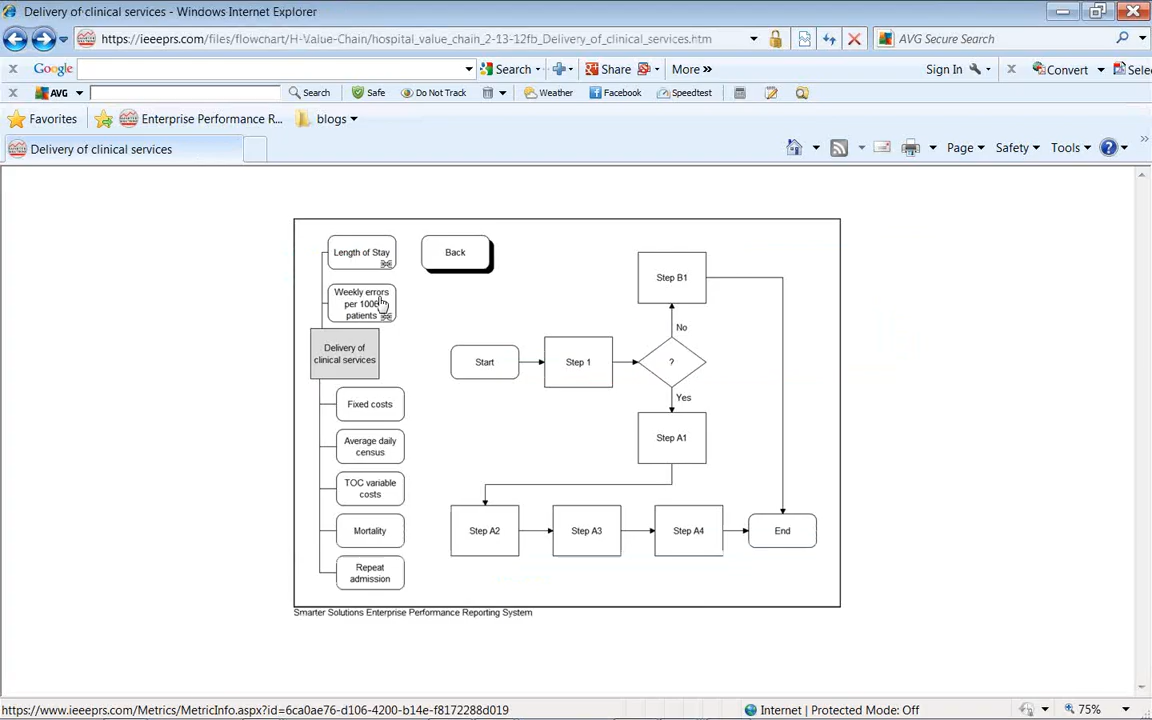 Delivery of clinical services - Windows Internet Explorer
https://ieeeprs.com/files/flowchart/H-Value-Chain/hospital_value_chain_2-13-12fb_Delivery_of_clinical_services.htm
AVG Secure Search
x Google Search Share More » Sign In x Convert Selec
x AVG Search Safe Do Not Track Weather Facebook Speedtest
Favorites Enterprise Performance R... blogs
Delivery of clinical services
Page Safety Tools
Length of Stay
Back
Weekly errors
per 100
patients
Delivery of
clinical services
Fixed costs
Average daily
census
TOC variable
costs
Mortality
Repeat
admission
Step B1
No
Start
Step 1
?
Yes
Step A1
Step A2
Step A3
Step A4
End
Smarter Solutions Enterprise Performance Reporting System
https://www.ieeeprs.com/Metrics/MetricInfo.aspx?id=6ca0ae76-d106-4200-b14e-f8172288d019
Internet | Protected Mode: Off
75%